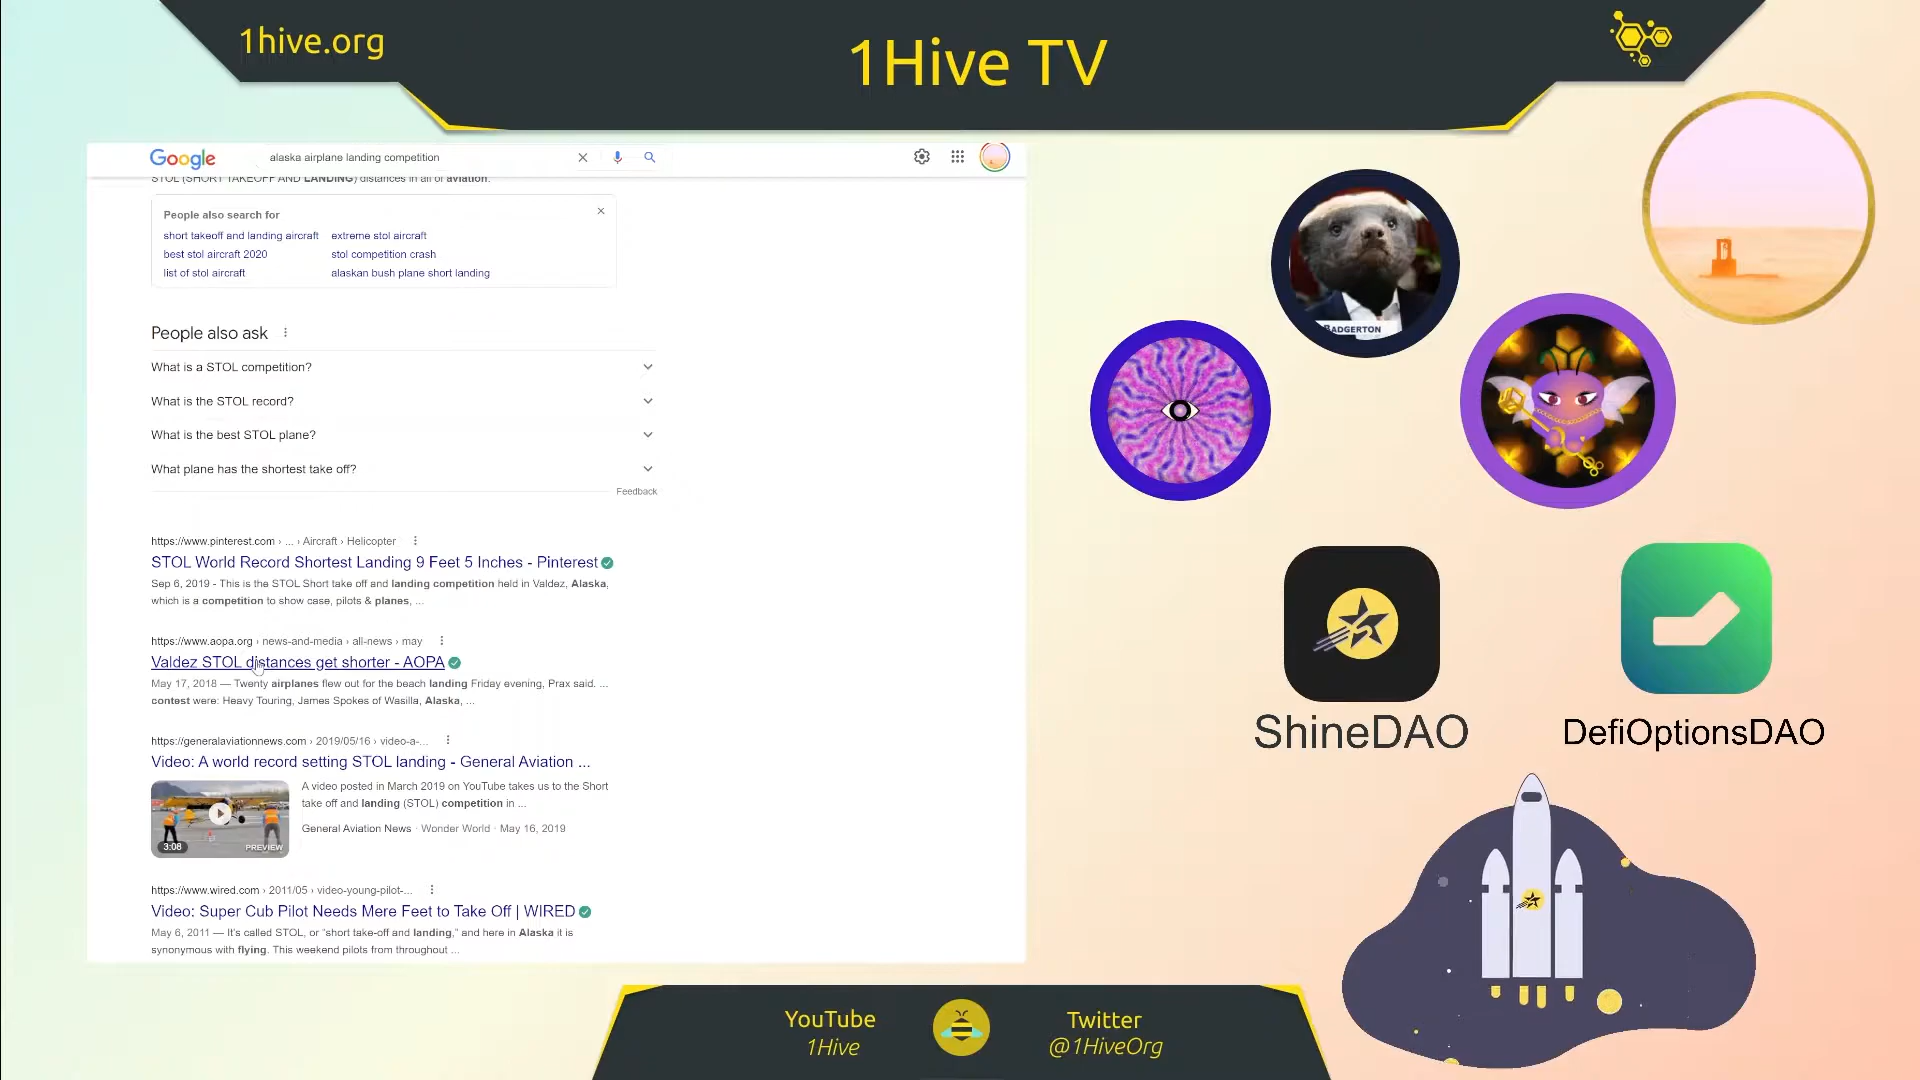 1hive.org
1Hive TV
Google
alaska airplane landing competition
STOL (SHORT TAKEOFF AND LANDING) distances in all of aviation.
People also search for
short takeoff and landing aircraft
extreme stol aircraft
best stol aircraft 2020
stol competition crash
list of stol aircraft
alaskan bush plane short landing
People also ask
What is a STOL competition?
What is the STOL record?
What is the best STOL plane?
What plane has the shortest take off?
Feedback
https://www.pinterest.com › ... › Aircraft › Helicopter
STOL World Record Shortest Landing 9 Feet 5 Inches - Pinterest
Sep 6, 2019 - This is the STOL Short take off and landing competition held in Valdez, Alaska,
which is a competition to show case, pilots & planes, ...
https://www.aopa.org › news-and-media › all-news › may
Valdez STOL distances get shorter - AOPA
May 17, 2018 — Twenty airplanes flew out for the beach landing Friday evening, Prax said. ...
contest were: Heavy Touring, James Spokes of Wasilla, Alaska, ...
https://generalaviationnews.com › 2019/05/16 › video-a-...
Video: A world record setting STOL landing - General Aviation ...
A video posted in March 2019 on YouTube takes us to the Short
take off and landing (STOL) competition in ...
General Aviation News · Wonder World · May 16, 2019
3:08
PREVIEW
https://www.wired.com › 2011/05 › video-young-pilot-...
Video: Super Cub Pilot Needs Mere Feet to Take Off | WIRED
May 6, 2011 — It's called STOL, or "short take-off and landing," and here in Alaska it is
synonymous with flying. This weekend pilots from throughout ...
BADGERTON
ShineDAO
DefiOptionsDAO
YouTube
1Hive
Twitter
@1HiveOrg